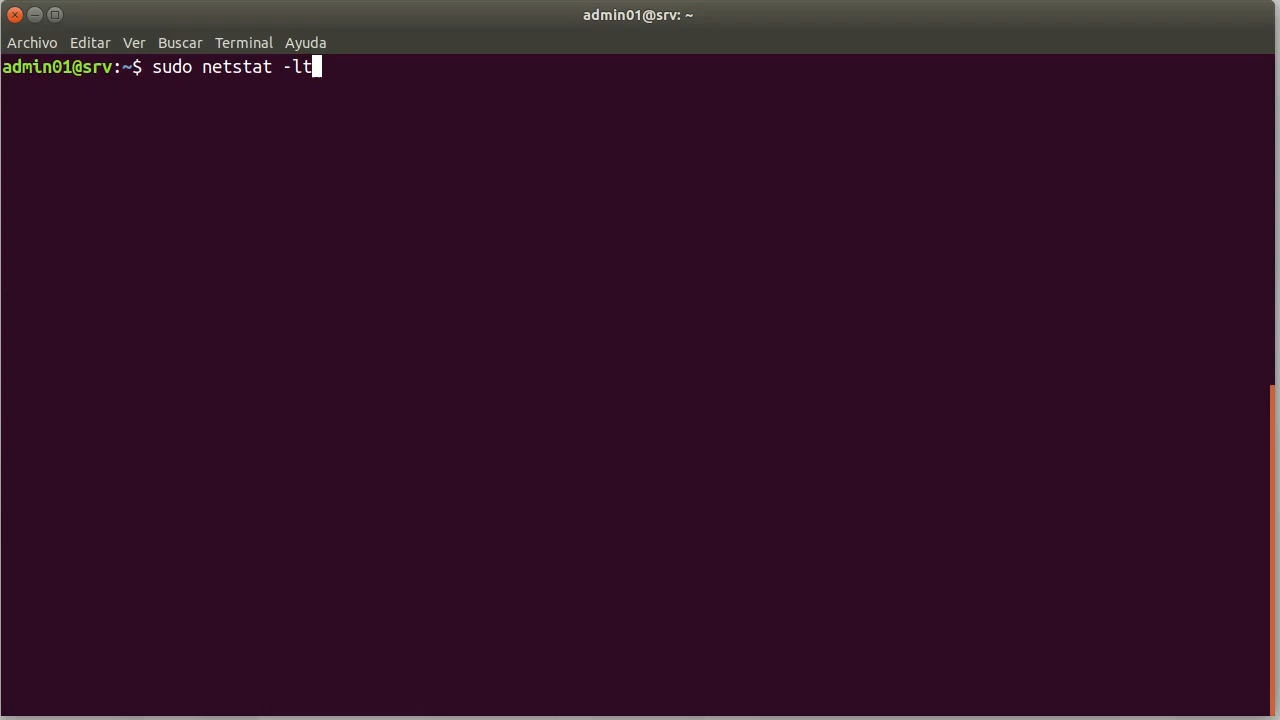 admin01@srv: ~
Archivo Editar Ver Buscar Terminal Ayuda
admin01@srv:~$ sudo netstat -lt